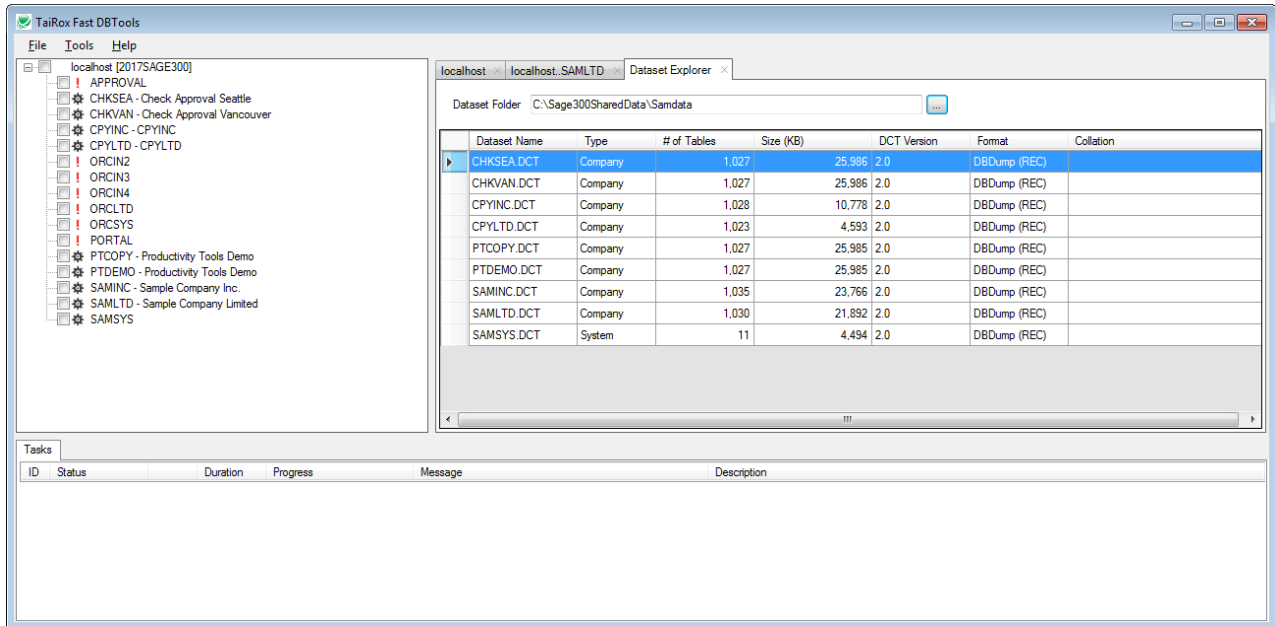 TaiRox Fast DBTools
File Tools Help
localhost [2017SAGE300]
! APPROVAL
CHKSEA - Check Approval Seattle
CHKVAN - Check Approval Vancouver
CPYINC - CPYINC
CPYLTD - CPYLTD
! ORCIN2
! ORCIN3
! ORCIN4
! ORCLTD
! ORCSYS
! PORTAL
PTCOPY - Productivity Tools Demo
PTDEMO - Productivity Tools Demo
SAMINC - Sample Company Inc.
SAMLTD - Sample Company Limited
SAMSYS
localhost localhost..SAMLTD Dataset Explorer
Dataset Folder C:\Sage300SharedData\Samdata ...
Dataset Name Type # of Tables Size (KB) DCT Version Format Collation
CHKSEA.DCT Company 1,027 25,986 2.0 DBDump (REC)
CHKVAN.DCT Company 1,027 25,986 2.0 DBDump (REC)
CPYINC.DCT Company 1,028 10,778 2.0 DBDump (REC)
CPYLTD.DCT Company 1,023 4,593 2.0 DBDump (REC)
PTCOPY.DCT Company 1,027 25,985 2.0 DBDump (REC)
PTDEMO.DCT Company 1,027 25,985 2.0 DBDump (REC)
SAMINC.DCT Company 1,035 23,766 2.0 DBDump (REC)
SAMLTD.DCT Company 1,030 21,892 2.0 DBDump (REC)
SAMSYS.DCT System 11 4,494 2.0 DBDump (REC)
Tasks
ID Status Duration Progress Message Description